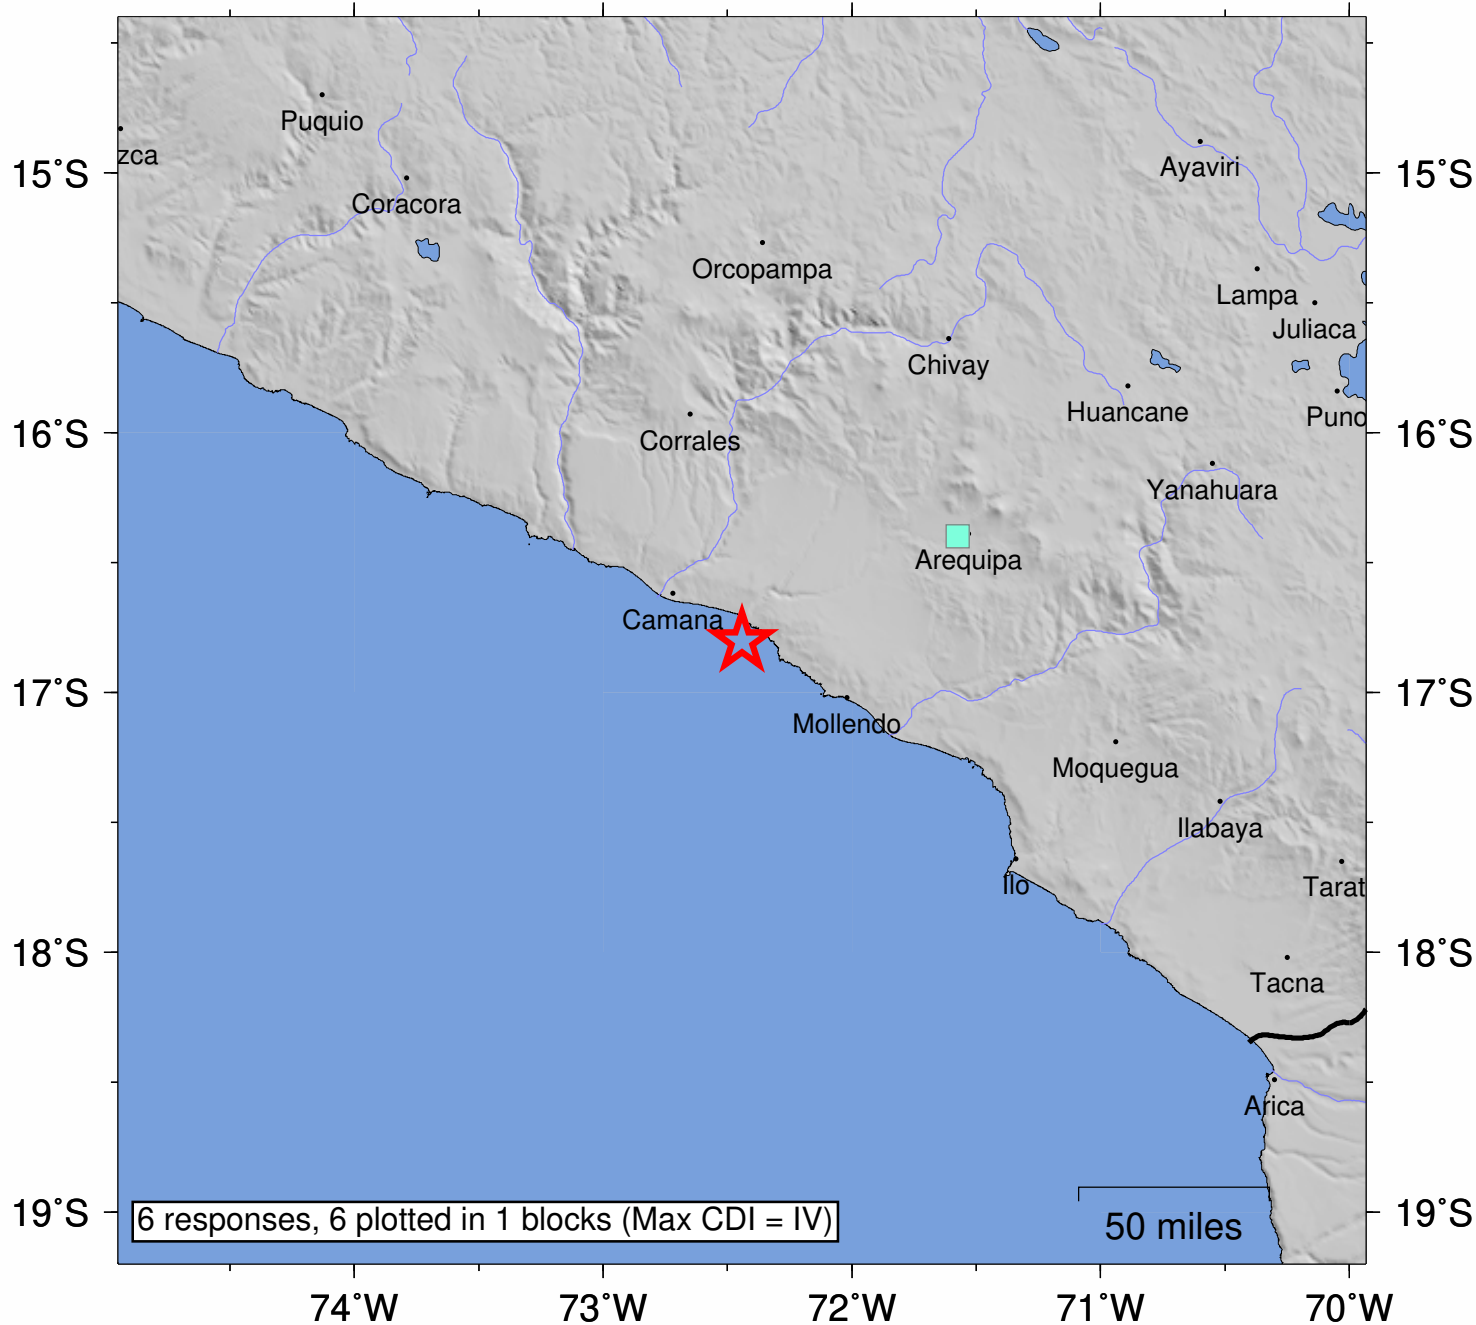 Puquio
zca
15°S
15°S
Ayaviri
Coracora
Orcopampa
Lampa
Juliaca
Chivay
Huancane
Puno
16°S
16°S
Corrales
Yanahuara
Arequipa
Camana
17°S
17°S
Mollendo
Moquegua
Ilabaya
Ilo
Tarat
18°S
18°S
Tacna
Arica
19°S
19°S
6 responses, 6 plotted in 1 blocks (Max CDI = IV)
50 miles
74°W
73°W
72°W
71°W
70°W